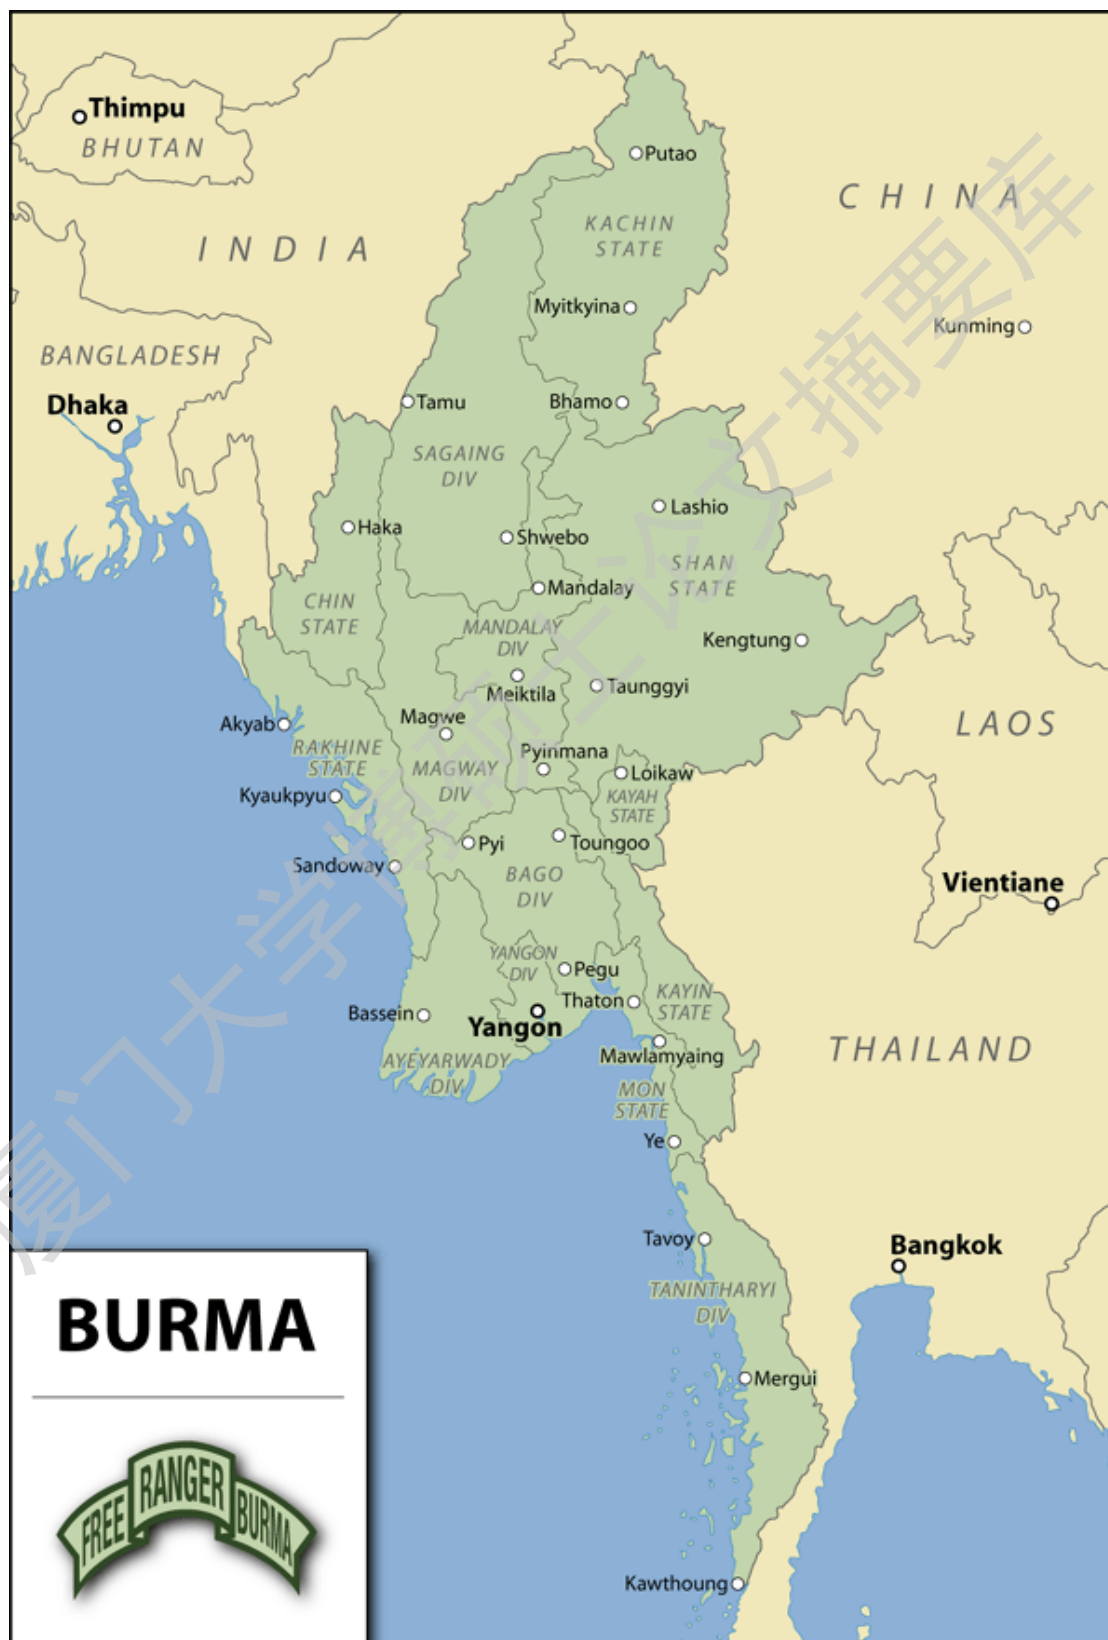 Thimpu
BHUTAN
Putao
CHINA
KACHIN
STATE
INDIA
Myitkyina
Kunming
BANGLADESH
Dhaka
Tamu
Bhamo
SAGAING
DIV
Lashio
Haka
Shwebo
SHAN
STATE
Mandalay
CHIN
STATE
MANDALAY
DIV
Kengtung
Meiktila
Taunggyi
Magwe
Akyab
LAOS
RAKHINE
STATE
Pyinmana
MAGWAY
DIV
Loikaw
KAYAH
STATE
Kyaukpyu
Pyi
Toungoo
Sandoway
BAGO
DIV
Vientiane
YANGON
DIV
Pegu
Thaton
KAYIN
STATE
Bassein
Yangon
Mawlamyaing
THAILAND
AYEYARWADY
DIV
MON
STATE
Ye
Tavoy
Bangkok
TANINTHARYI
DIV
Mergui
Kawthoung
BURMA
FREE RANGER BURMA
厦门大学博硕士论文摘要库